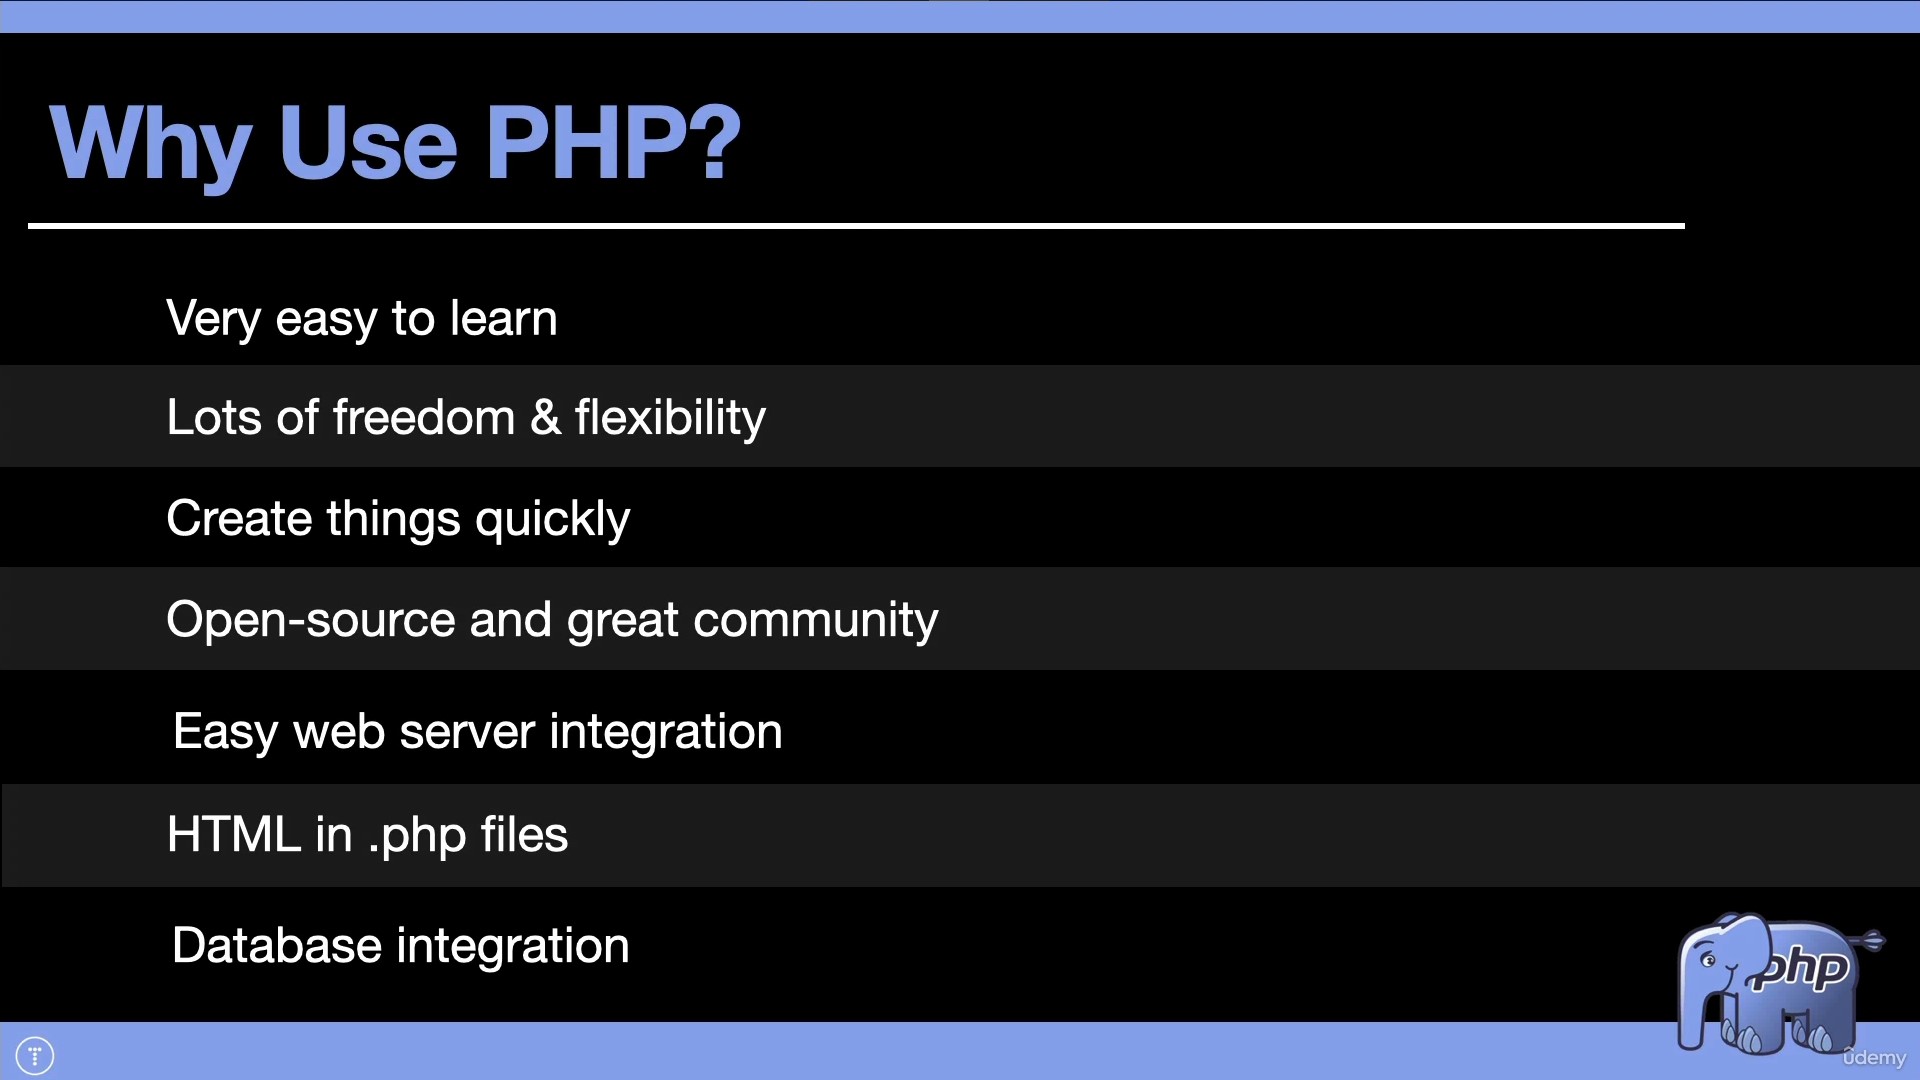 Why Use PHP?
Very easy to learn
Lots of freedom & flexibility
Create things quickly
Open-source and great community
Easy web server integration
HTML in .php files
Database integration
php
ûdemy